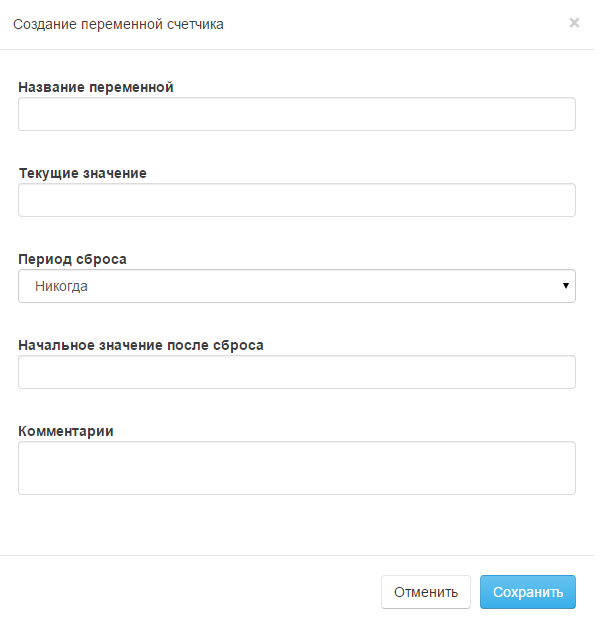 Создание переменной счетчика
Название переменной
Текущие значение
Период сброса
Никогда
Начальное значение после сброса
Комментарии
Отменить
Сохранить